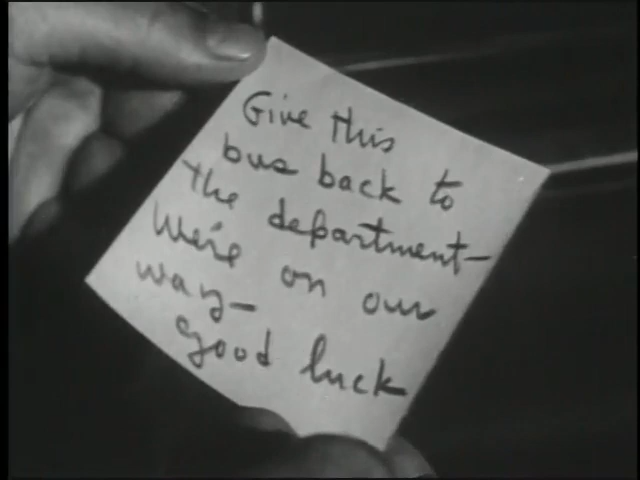 Give this
bus back to
the department—
We're on our
way—
good luck